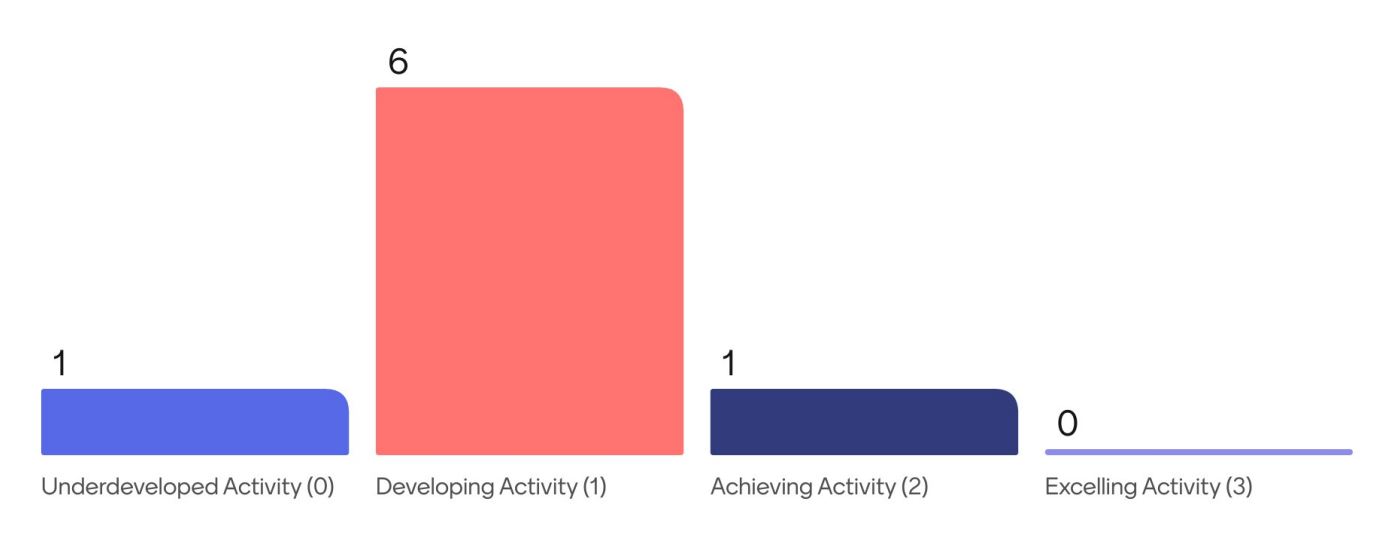 6
1
1
0
Underdeveloped Activity (0)
Developing Activity (1)
Achieving Activity (2)
Excelling Activity (3)